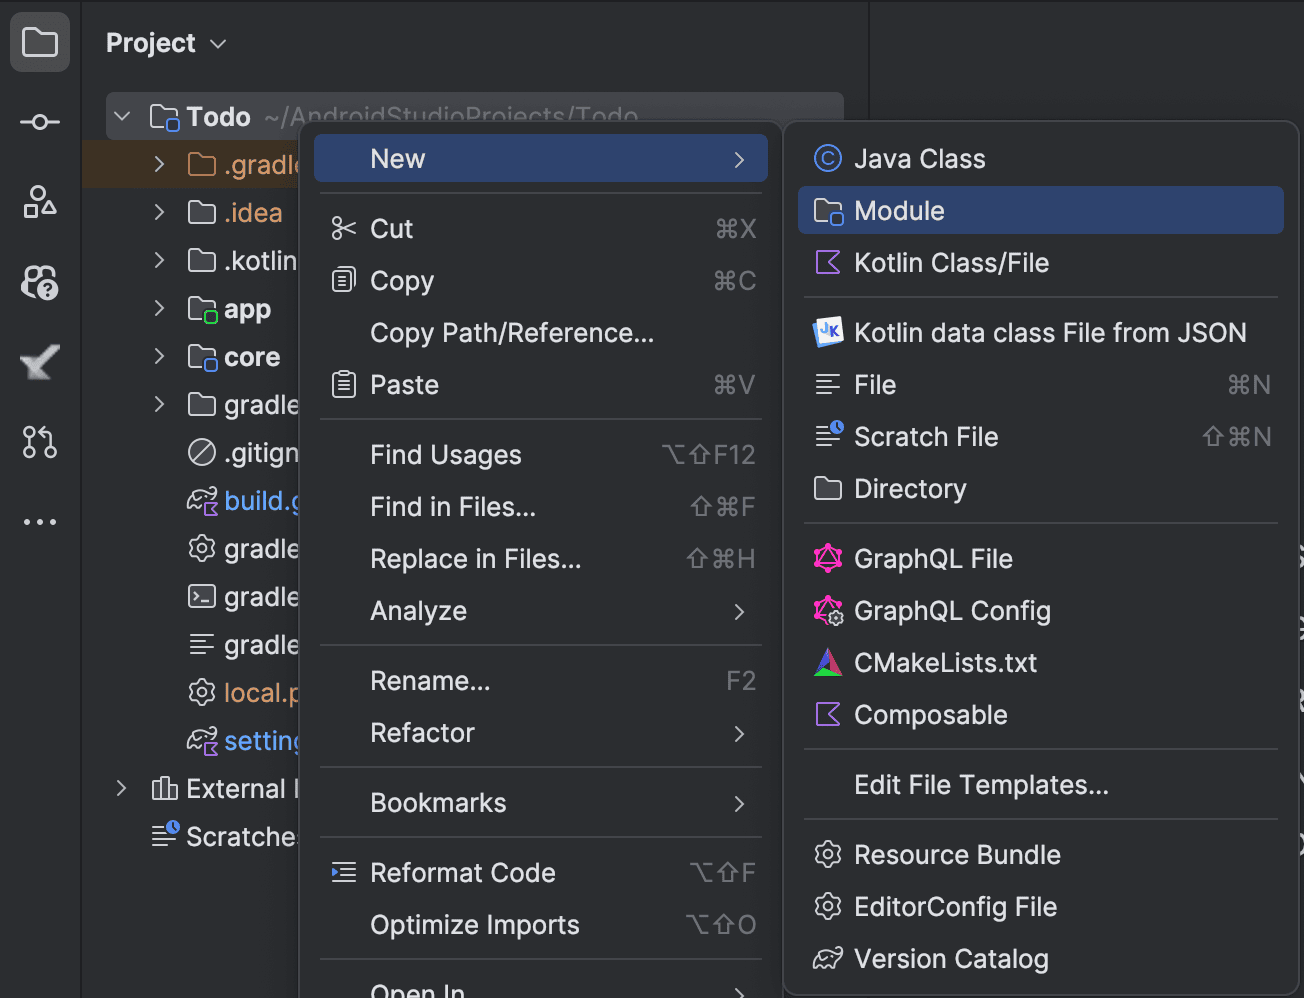 Project
Todo ~/AndroidStudioProjects/Todo
.gradle
.idea
.kotlin
app
core
gradle
.gitign
build.g
gradle
gradle
gradle
local.p
setting
External
Scratches
New
Cut ⌘X
Copy ⌘C
Copy Path/Reference...
Paste ⌘V
Find Usages ⌥⇧F12
Find in Files... ⇧⌘F
Replace in Files... ⇧⌘H
Analyze
Rename... F2
Refactor
Bookmarks
Reformat Code ⌥⇧F
Optimize Imports ⌥⇧O
Open In
Java Class
Module
Kotlin Class/File
Kotlin data class File from JSON
File ⌘N
Scratch File ⇧⌘N
Directory
GraphQL File
GraphQL Config
CMakeLists.txt
Composable
Edit File Templates...
Resource Bundle
EditorConfig File
Version Catalog